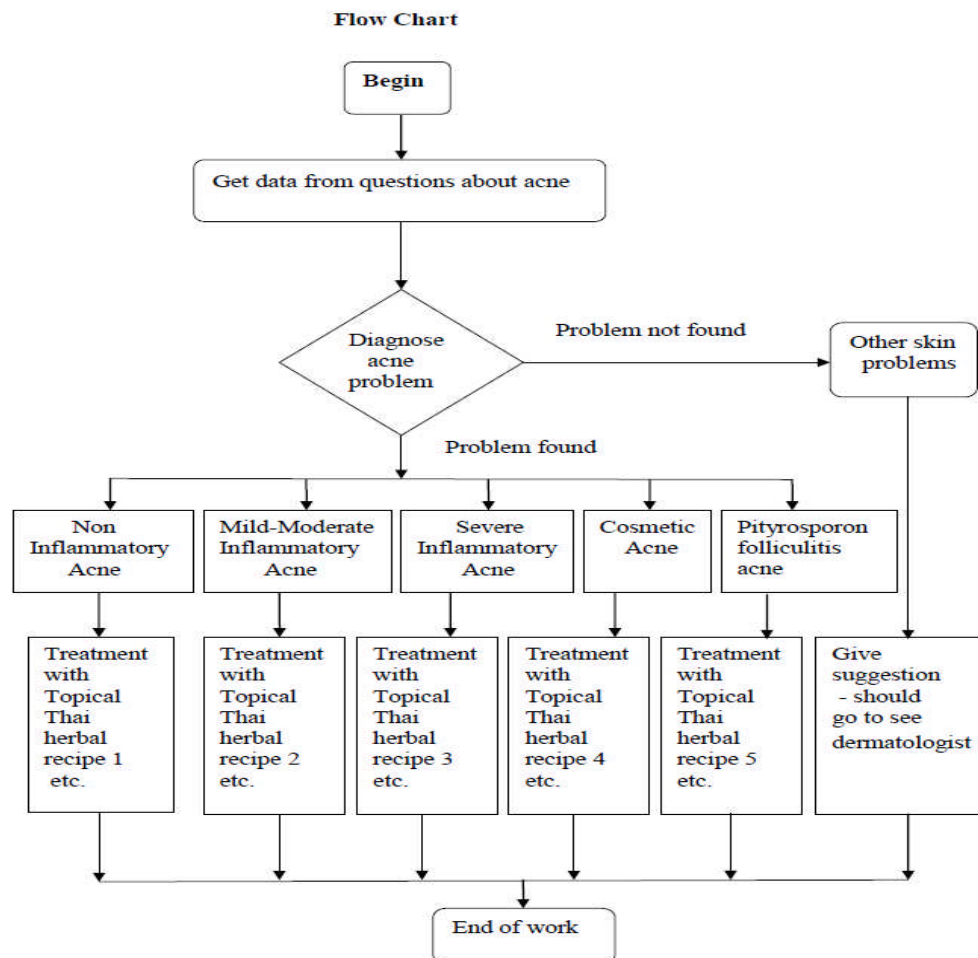 Flow Chart
Begin
Get data from questions about acne
Diagnose
acne
problem
Problem not found
Other skin
problems
Problem found
Non
Inflammatory
Acne
Mild-Moderate
Inflammatory
Acne
Severe
Inflammatory
Acne
Cosmetic
Acne
Pityrosporon
folliculitis
acne
Treatment
with
Topical
Thai
herbal
recipe 1
etc.
Treatment
with
Topical
Thai
herbal
recipe 2
etc.
Treatment
with
Topical
Thai
herbal
recipe 3
etc.
Treatment
with
Topical
Thai
herbal
recipe 4
etc.
Treatment
with
Topical
Thai
herbal
recipe 5
etc.
Give
suggestion
- should
go to see
dermatologist
End of work